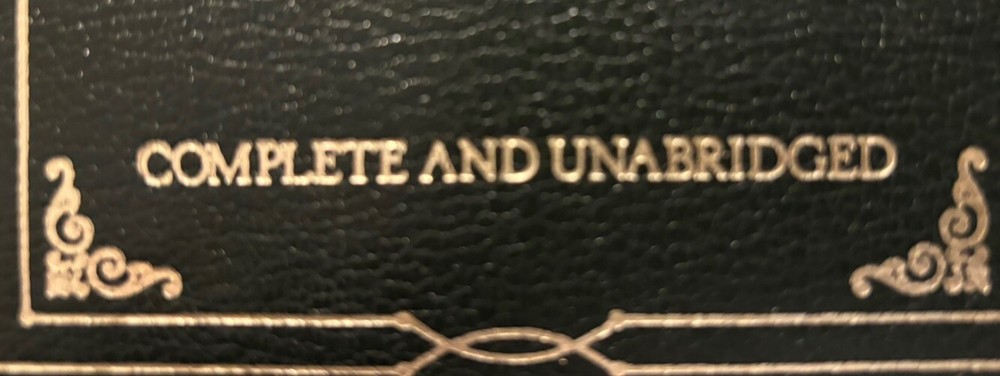 COMPLETE AND UNABRIDGED